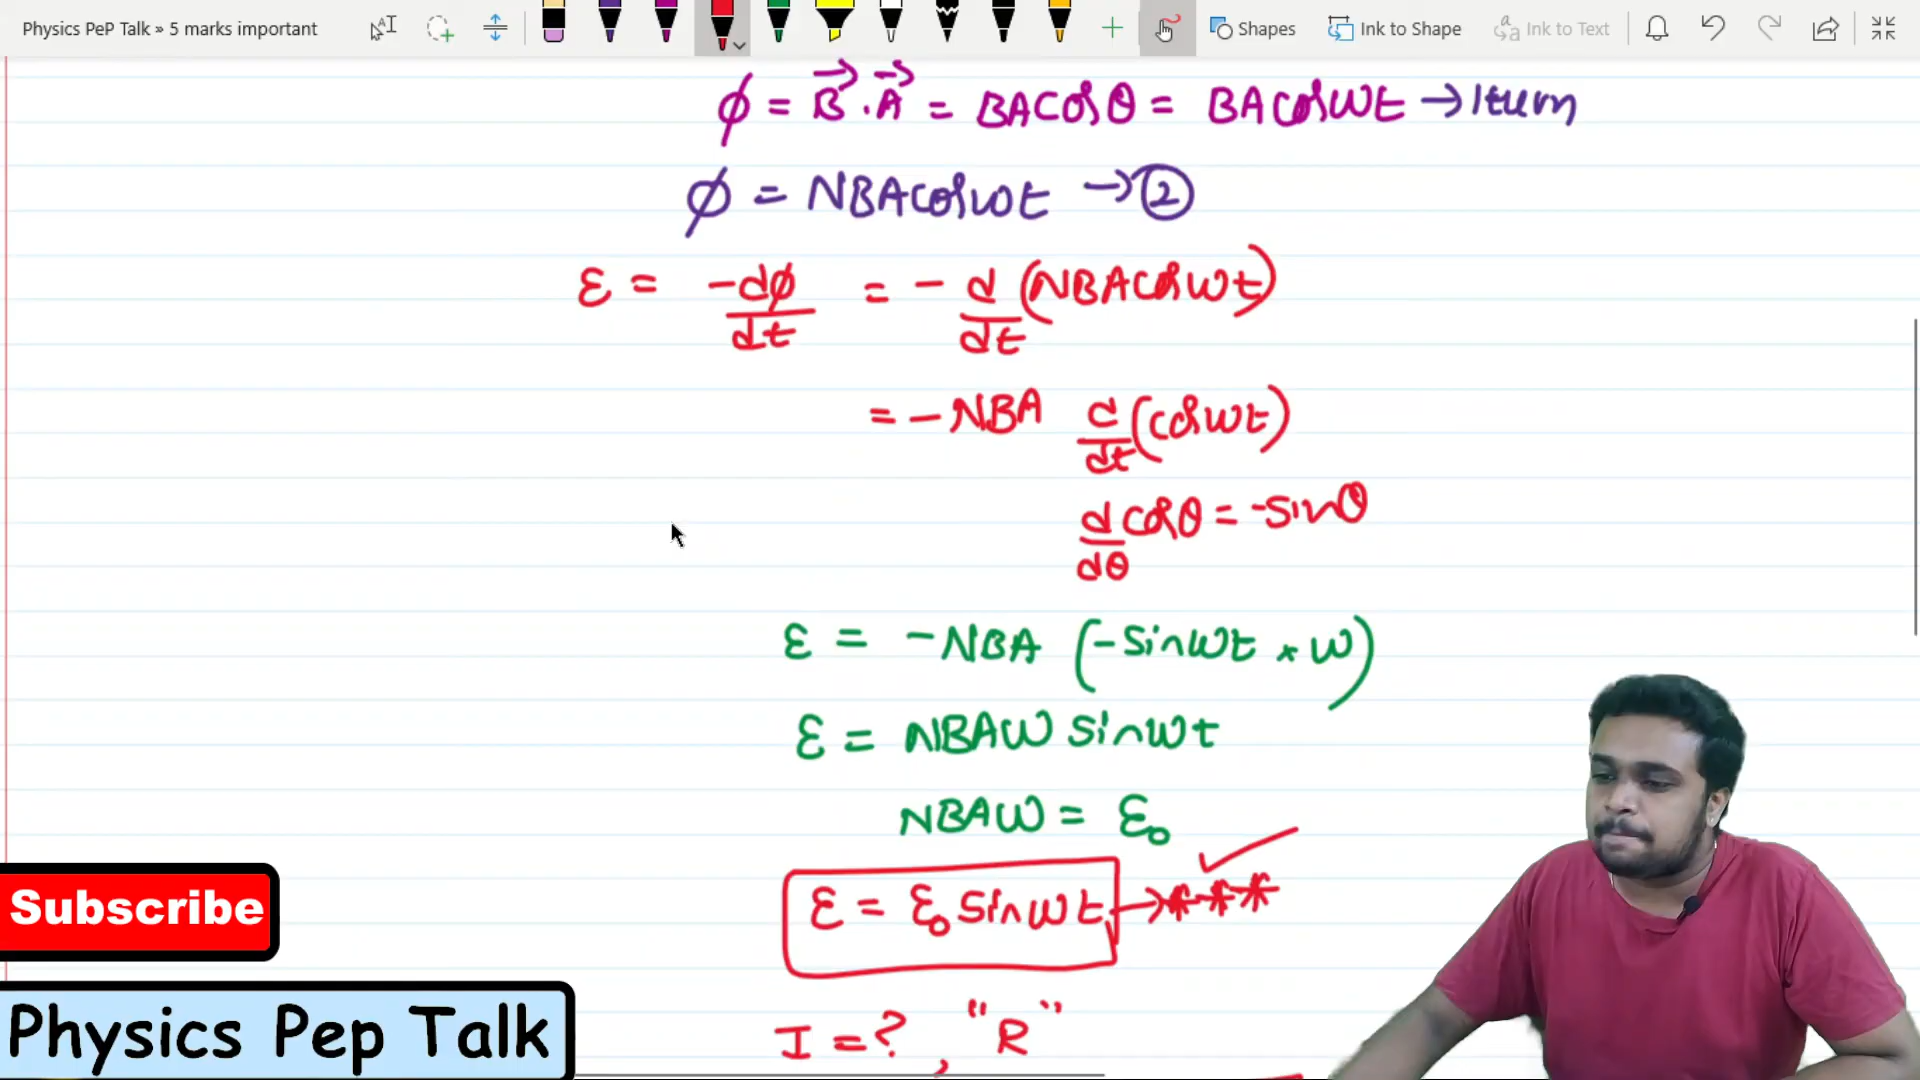 Physics PeP Talk » 5 marks important
Shapes
Ink to Shape
Ink to Text
ϕ = B⃗ . A⃗ = BAcosθ = BAcosωt → 1turn
ϕ = NBAcosωt → ②
ε = -dϕ/dt = - d/dt (NBAcosωt)
= - NBA d/dt (cosωt)
d/dθ cosθ = -sinθ
ε = -NBA (-sinωt * ω)
ε = NBAω sinωt
NBAω = ε₀
ε = ε₀ sinωt → ***
I = ? , "R"
Subscribe
Physics Pep Talk